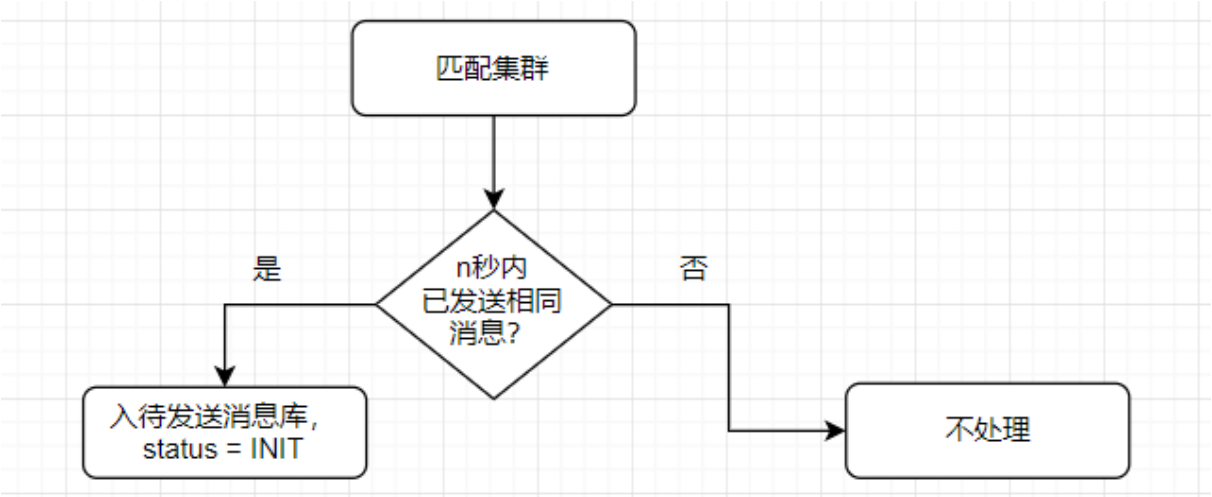 匹配集群
是
n秒内
已发送相同
消息?
否
入待发送消息库,
status = INIT
不处理